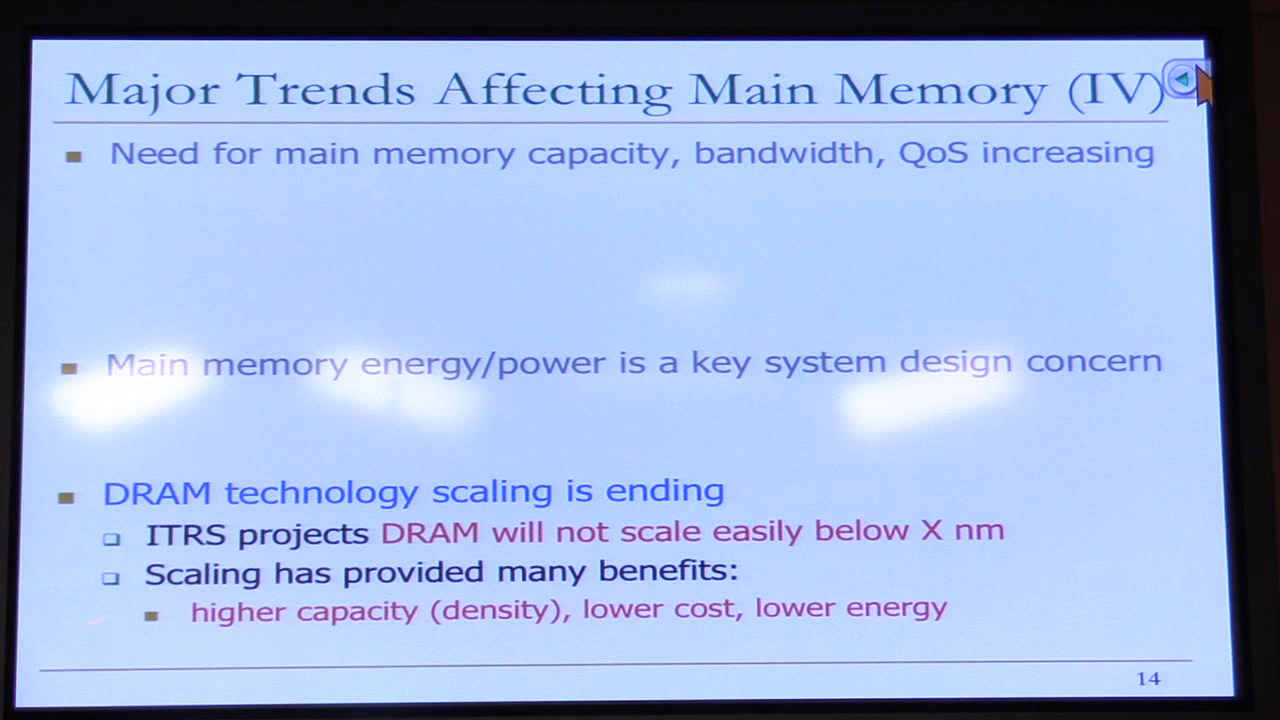 Major Trends Affecting Main Memory (IV)
Need for main memory capacity, bandwidth, QoS increasing
Main memory energy/power is a key system design concern
DRAM technology scaling is ending
ITRS projects DRAM will not scale easily below X nm
Scaling has provided many benefits:
higher capacity (density), lower cost, lower energy
14